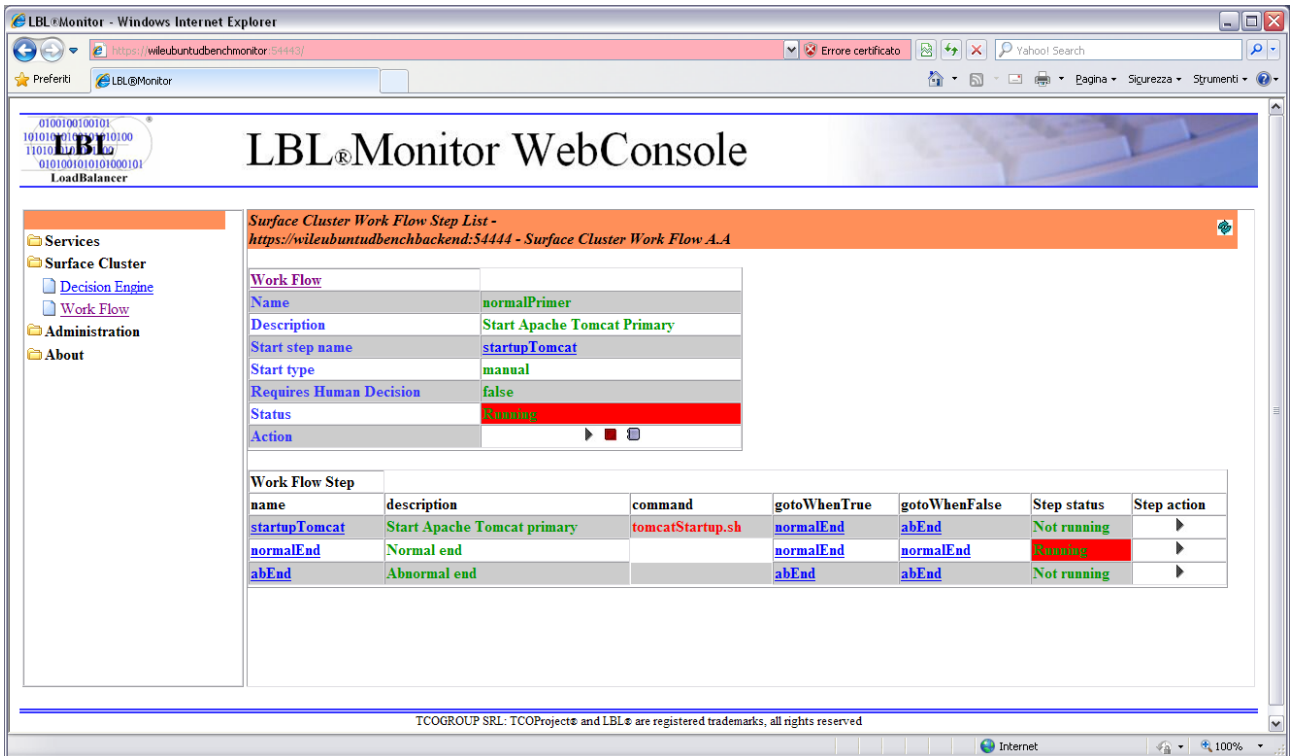 LBL®Monitor - Windows Internet Explorer
https://wileubuntudbenchmonitor:54443/
Errore certificato
Yahoo! Search
Preferiti
LBL®Monitor
Pagina
Sicurezza
Strumenti
0100100100101
LBL
0101001010101000101
LoadBalancer
LBL®Monitor WebConsole
Services
Surface Cluster
Decision Engine
Work Flow
Administration
About
Surface Cluster Work Flow Step List -
https://wileubuntudbenchbackend:54444 - Surface Cluster Work Flow A.A
Work Flow
Name normalPrimer
Description Start Apache Tomcat Primary
Start step name startupTomcat
Start type manual
Requires Human Decision false
Status Running
Action
Work Flow Step
name description command gotoWhenTrue gotoWhenFalse Step status Step action
startupTomcat Start Apache Tomcat primary tomcatStartup.sh normalEnd abEnd Not running
normalEnd Normal end normalEnd normalEnd Running
abEnd Abnormal end abEnd abEnd Not running
TCOGROUP SRL: TCOProject® and LBL® are registered trademarks, all rights reserved
Internet
100%